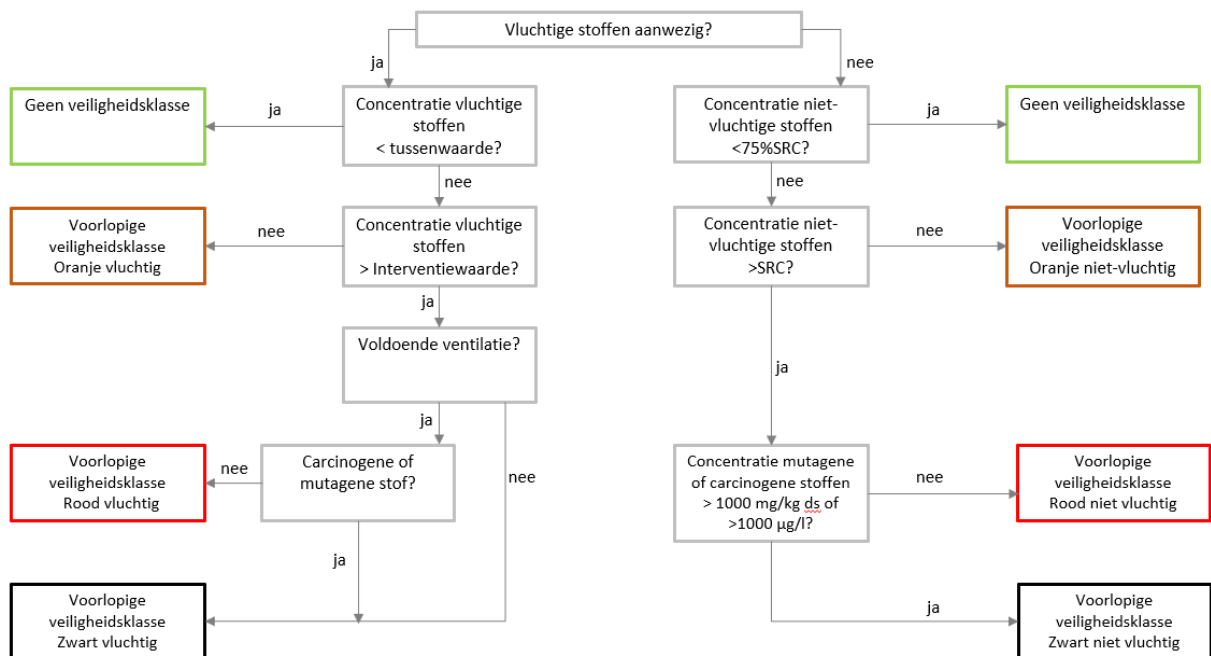 Vluchtige stoffen aanwezig?
ja
nee
Geen veiligheidsklasse
ja
Concentratie vluchtige
stoffen
< tussenwaarde?
Concentratie niet-
vluchtige stoffen
<75%SRC?
ja
Geen veiligheidsklasse
nee
nee
Voorlopige
veiligheidsklasse
Oranje vluchtig
nee
Concentratie vluchtige
stoffen
> Interventiewaarde?
Concentratie niet-
vluchtige stoffen
>SRC?
nee
Voorlopige
veiligheidsklasse
Oranje niet-vluchtig
ja
Voldoende ventilatie?
ja
ja
nee
Voorlopige
veiligheidsklasse
Rood vluchtig
nee
Carcinogene of
mutagene stof?
Concentratie mutagene
of carcinogene stoffen
> 1000 mg/kg ds of
>1000 µg/l?
nee
Voorlopige
veiligheidsklasse
Rood niet vluchtig
ja
Voorlopige
veiligheidsklasse
Zwart vluchtig
ja
Voorlopige
veiligheidsklasse
Zwart niet vluchtig